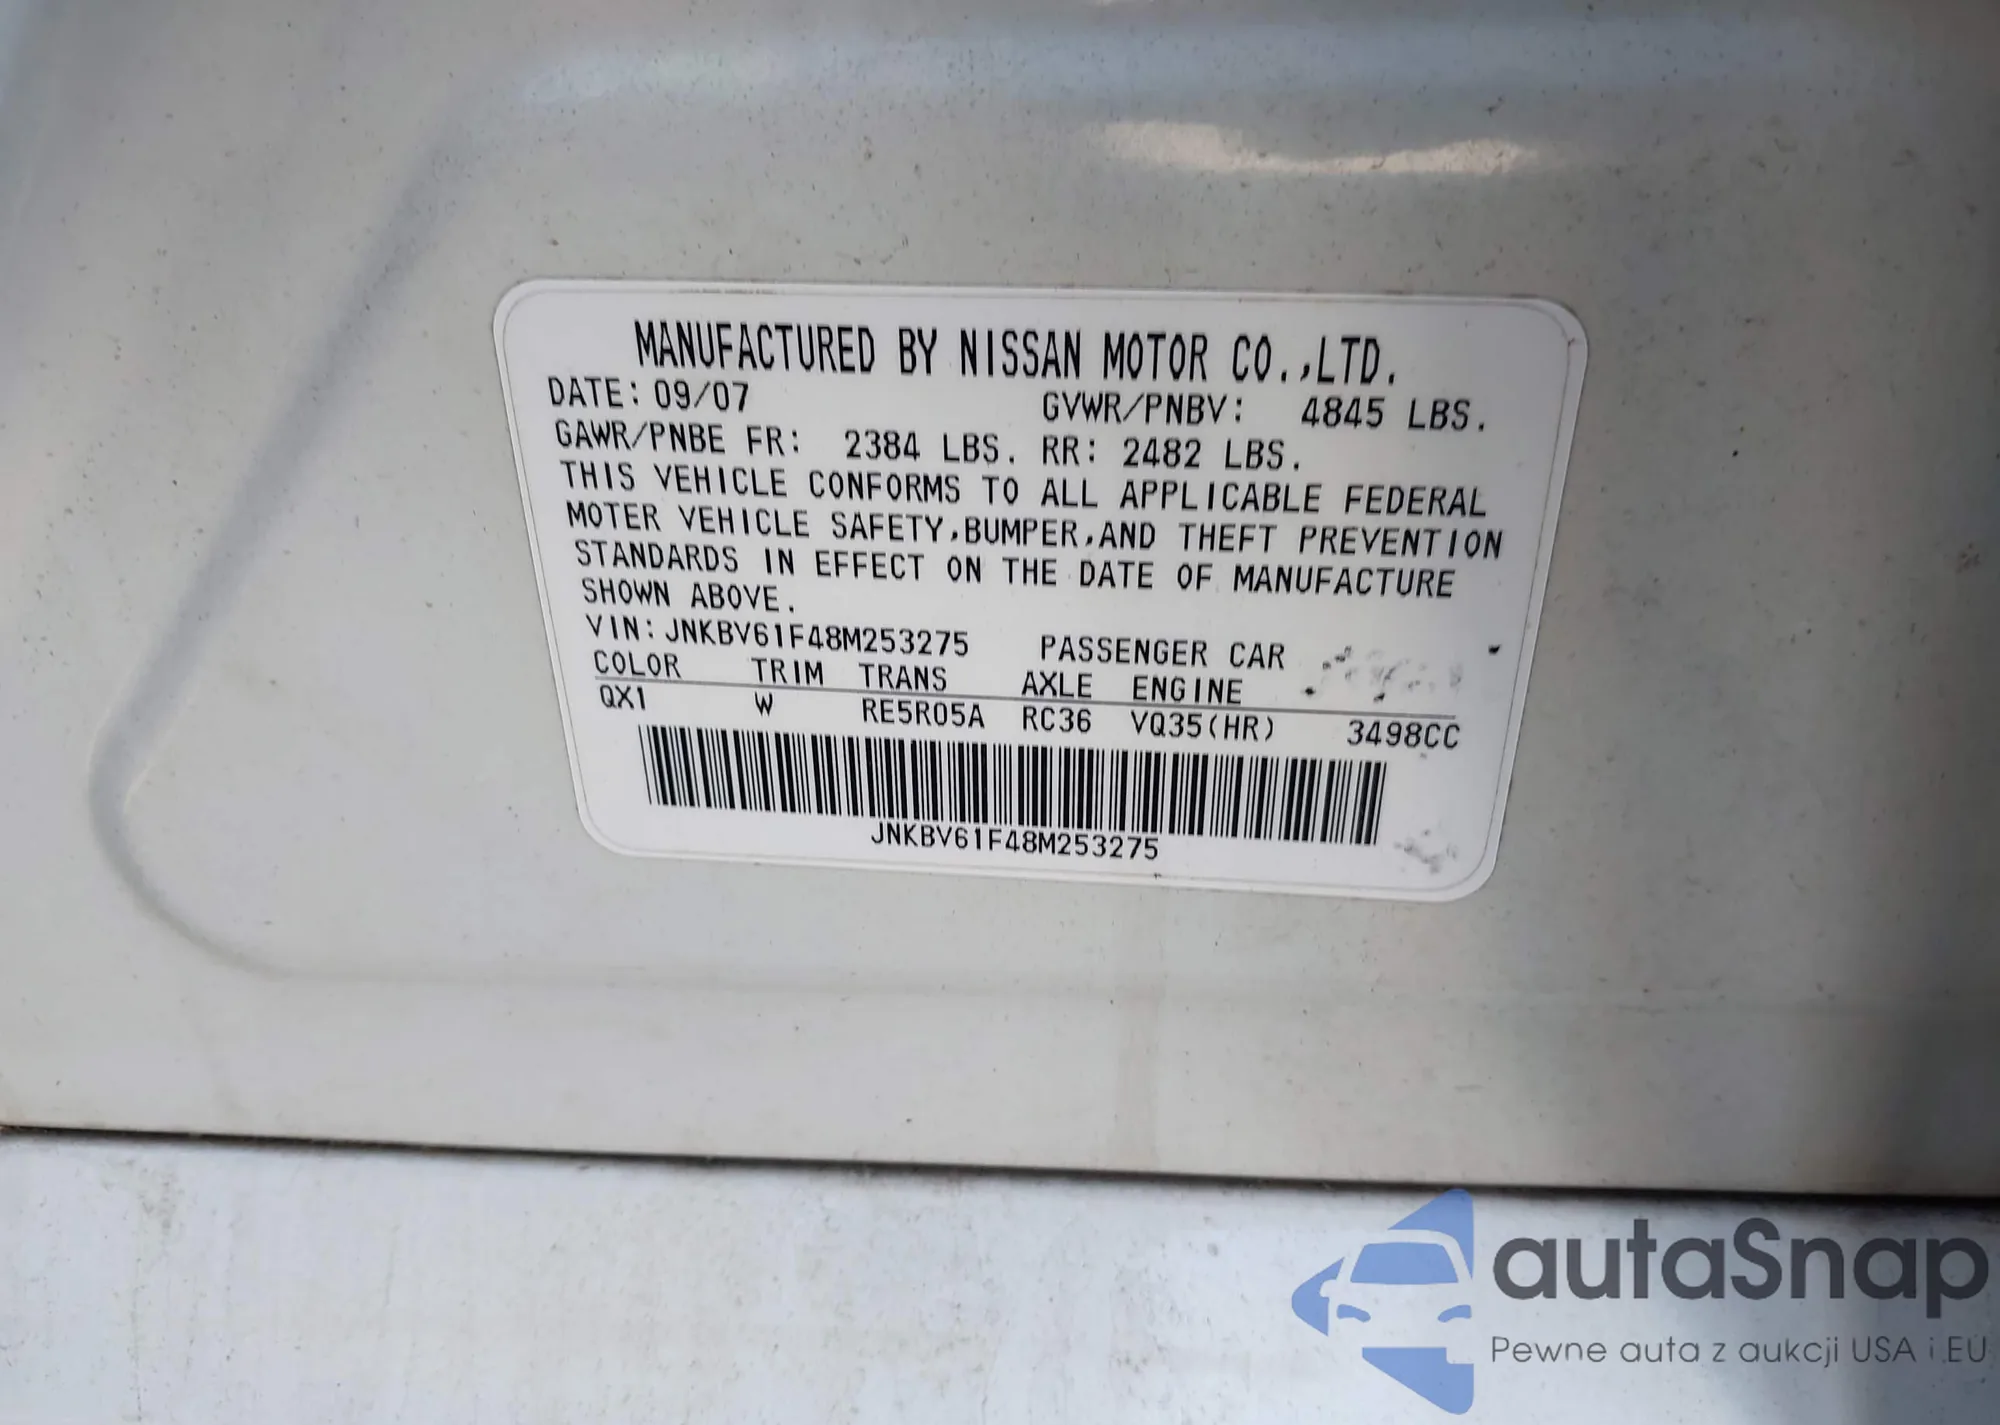 MANUFACTURED BY NISSAN MOTOR CO.,LTD.
DATE: 09/07 GVWR/PNBV: 4845 LBS.
GAWR/PNBE FR: 2384 LBS. RR: 2482 LBS.
THIS VEHICLE CONFORMS TO ALL APPLICABLE FEDERAL
MOTER VEHICLE SAFETY,BUMPER,AND THEFT PREVENTION
STANDARDS IN EFFECT ON THE DATE OF MANUFACTURE
SHOWN ABOVE.
VIN: JNKBV61F48M253275 PASSENGER CAR
COLOR TRIM TRANS AXLE ENGINE
QX1 W RE5R05A RC36 VQ35(HR) 3498CC
JNKBV61F48M253275
autaSnap
Pewne auta z aukcji USA i EU